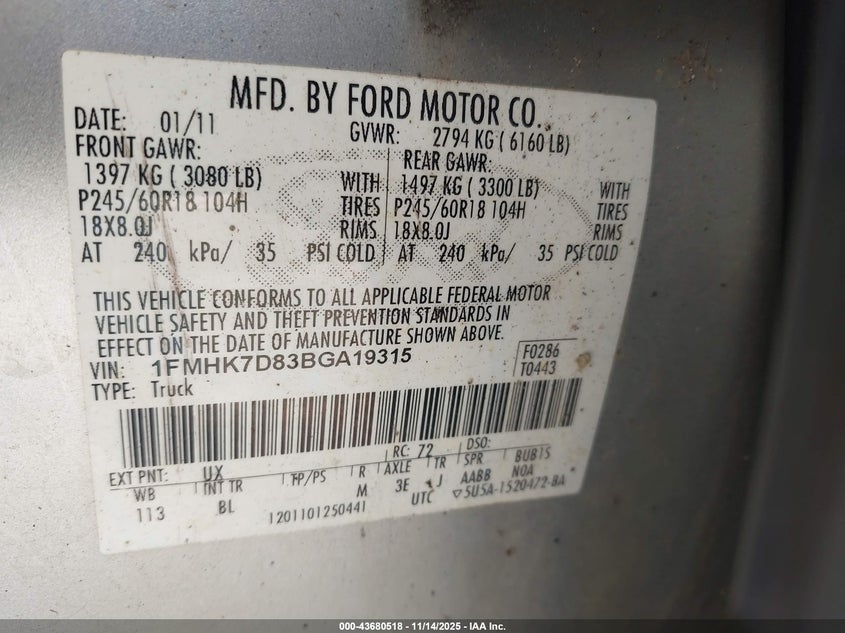 MFD. BY FORD MOTOR CO.
DATE: 01/11 GVWR: 2794 KG ( 6160 LB)
FRONT GAWR: REAR GAWR:
1397 KG ( 3080 LB) WITH 1497 KG ( 3300 LB) WITH
P245/60R18 104H TIRES P245/60R18 104H TIRES
18X8.0J RIMS 18X8.0J RIMS
AT 240 kPa/ 35 PSI COLD AT 240 kPa/ 35 PSI COLD
THIS VEHICLE CONFORMS TO ALL APPLICABLE FEDERAL MOTOR
VEHICLE SAFETY AND THEFT PREVENTION STANDARDS IN
EFFECT ON THE DATE OF MANUFACTURE SHOWN ABOVE.
VIN: 1FMHK7D83BGA19315 F0286
TYPE: Truck T0443
EXT PNT: UX RC: 72 DSO:
WB INT TR TP/PS R AXLE TR SPR BUB1S
113 BL M 3E J AABB N0A
1201101250441 UTC ▽5U5A-1520472-BA
000-43680518 - 11/14/2025 - IAA Inc.